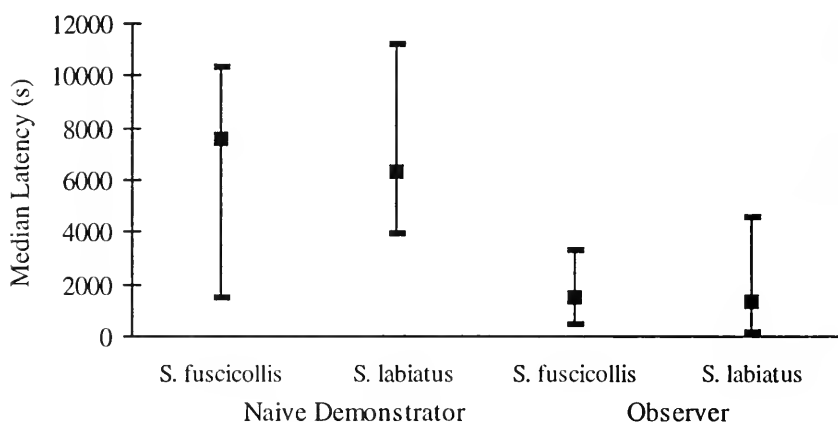 12000
10000
8000
6000
4000
2000
0
Median Latency (s)
S. fuscicollis S. labiatus S. fuscicollis S. labiatus
Naive Demonstrator Observer